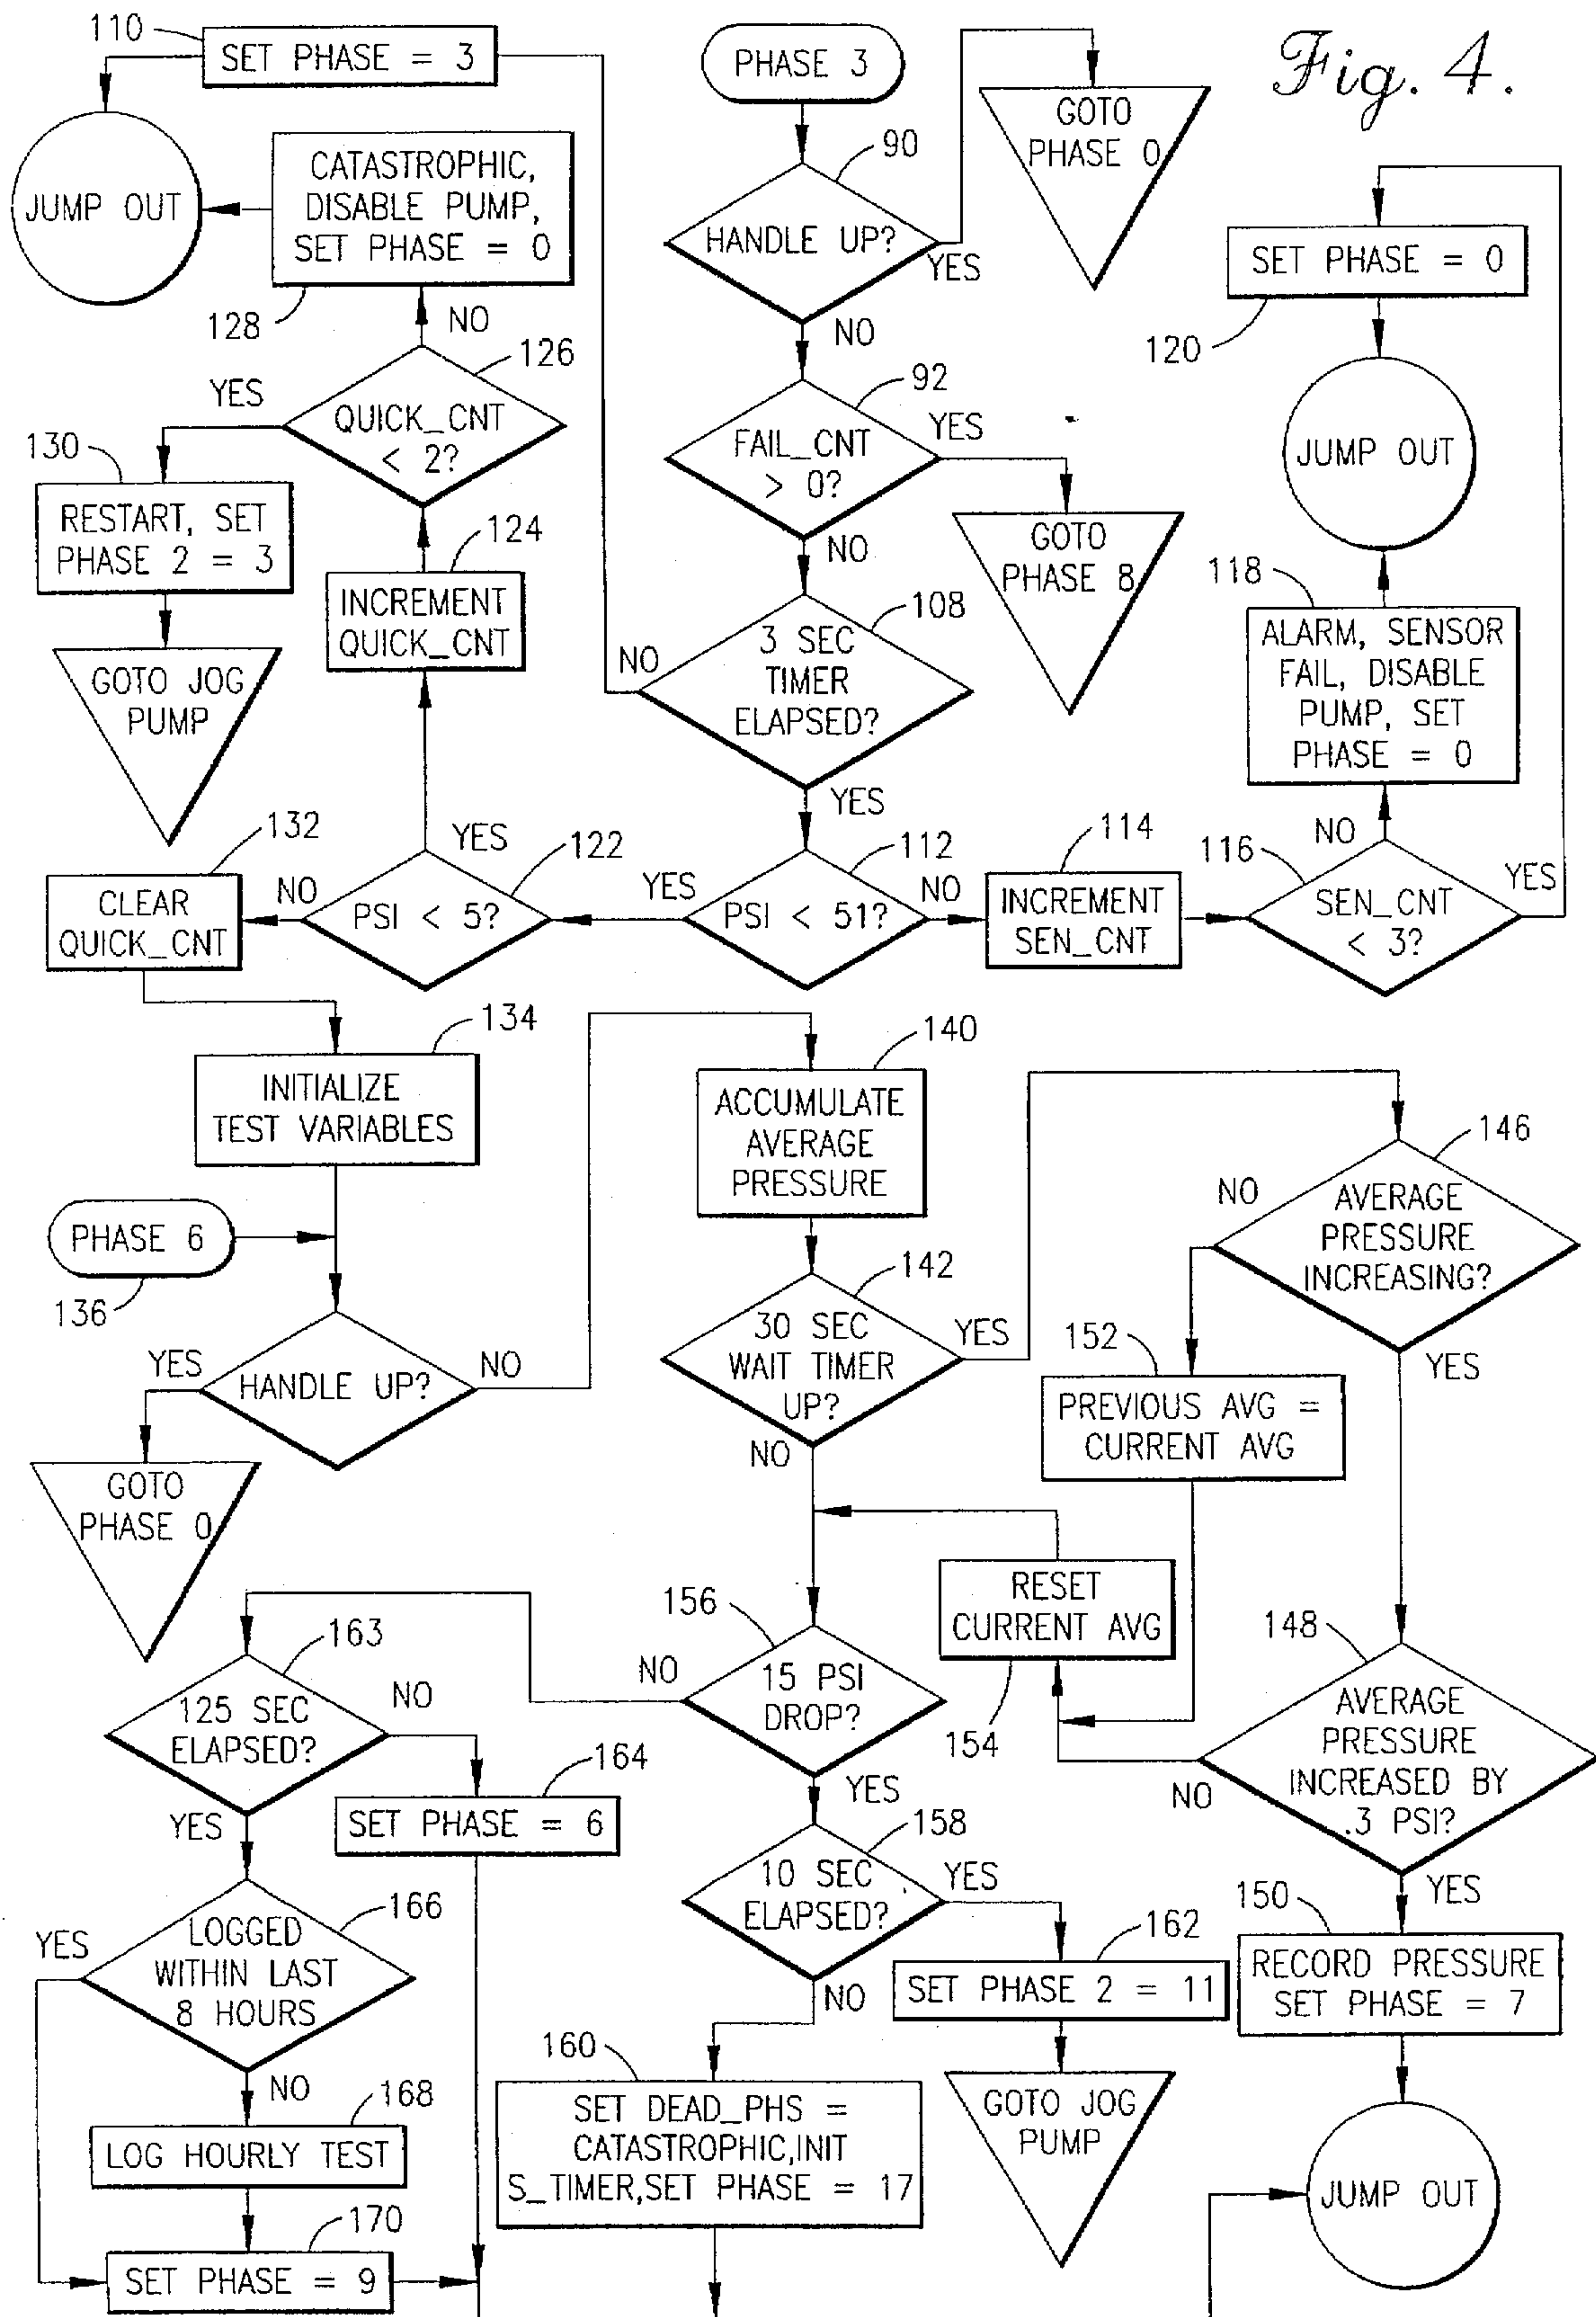 Fig. 4.
110
SET PHASE = 3
JUMP OUT
CATASTROPHIC,
DISABLE PUMP,
SET PHASE = 0
128
NO
126
YES
QUICK_CNT
< 2?
130
RESTART, SET
PHASE 2 = 3
GOTO JOG
PUMP
124
INCREMENT
QUICK_CNT
PHASE 3
90
HANDLE UP?
YES
GOTO
PHASE 0
NO
92
FAIL_CNT
> 0?
YES
GOTO
PHASE 8
NO
108
3 SEC
TIMER
ELAPSED?
NO
YES
SET PHASE = 0
120
JUMP OUT
118
ALARM, SENSOR
FAIL, DISABLE
PUMP, SET
PHASE = 0
NO
116
SEN_CNT
< 3?
YES
114
INCREMENT
SEN_CNT
112
PSI < 51?
NO
YES
122
PSI < 5?
YES
NO
132
CLEAR
QUICK_CNT
134
INITIALIZE
TEST VARIABLES
PHASE 6
136
HANDLE UP?
YES
NO
GOTO
PHASE 0
140
ACCUMULATE
AVERAGE
PRESSURE
142
30 SEC
WAIT TIMER
UP?
YES
NO
146
AVERAGE
PRESSURE
INCREASING?
NO
YES
152
PREVIOUS AVG =
CURRENT AVG
RESET
CURRENT AVG
154
148
AVERAGE
PRESSURE
INCREASED BY
.3 PSI?
NO
YES
150
RECORD PRESSURE
SET PHASE = 7
JUMP OUT
156
15 PSI
DROP?
NO
YES
158
10 SEC
ELAPSED?
YES
NO
162
SET PHASE 2 = 11
GOTO JOG
PUMP
160
SET DEAD_PHS =
CATASTROPHIC,INIT
S_TIMER,SET PHASE = 17
163
125 SEC
ELAPSED?
NO
YES
164
SET PHASE = 6
166
LOGGED
WITHIN LAST
8 HOURS
YES
NO
168
LOG HOURLY TEST
170
SET PHASE = 9